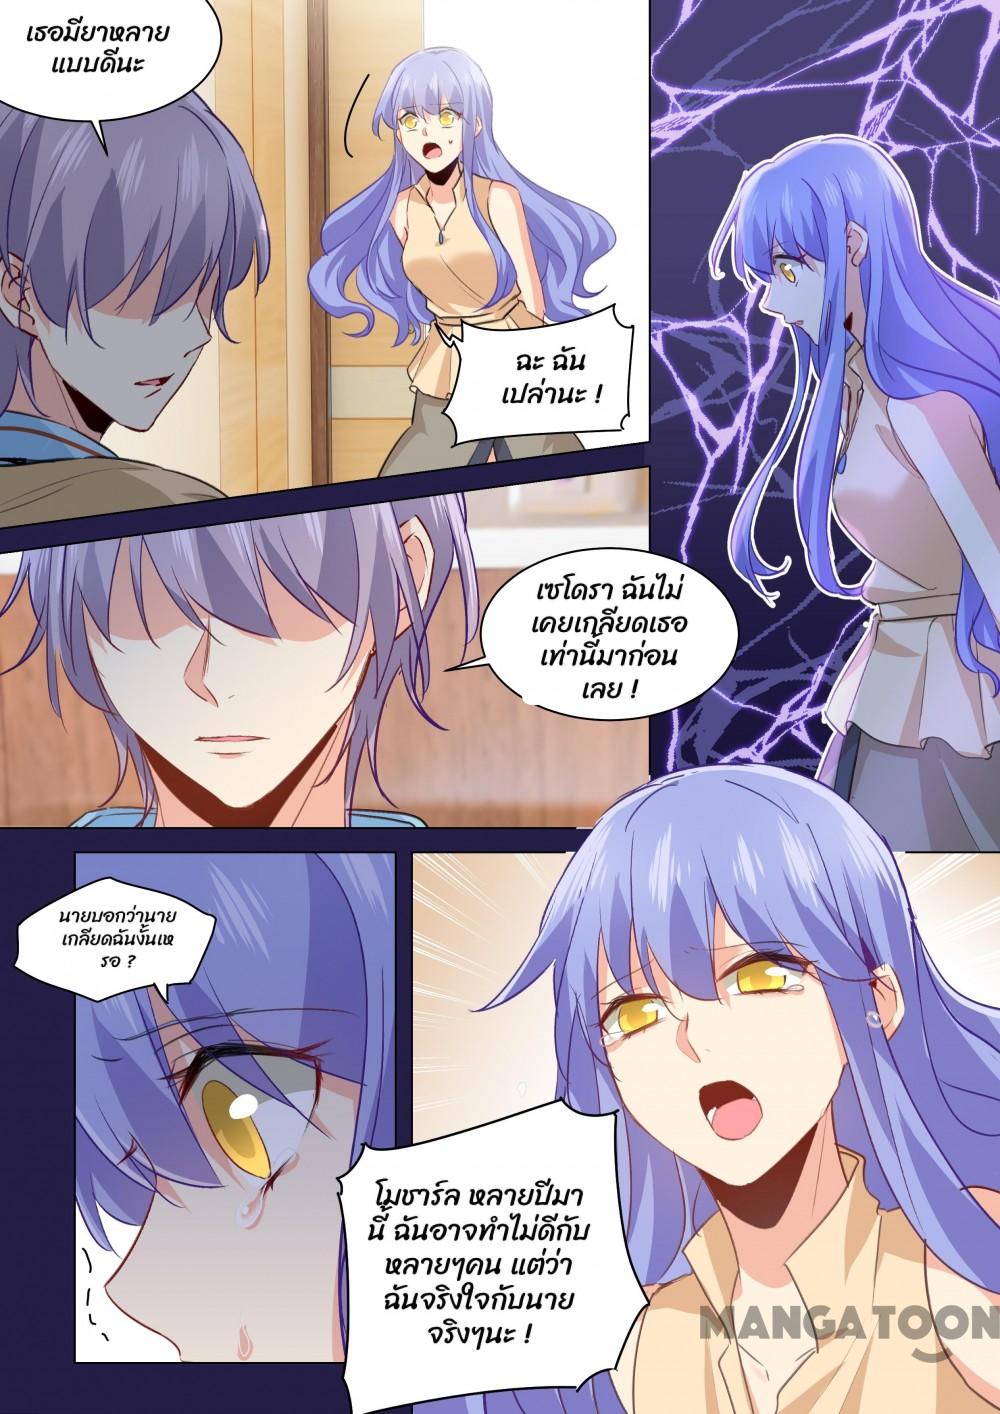 เธอมียาหลาย
แบบดีนะ
ฉะ ฉัน
เปล่านะ !
เซโดรา ฉันไม่
เคยเกลียดเธอ
เท่านี้มาก่อน
เลย !
นายบอกว่านาย
เกลียดฉันงั้นเห
รอ ?
โมชาร์ล หลายปีมา
นี้ ฉันอาจทำไม่ดีกับ
หลายๆคน แต่ว่า
ฉันจริงใจกับนาย
จริงๆนะ !
MANGATOON